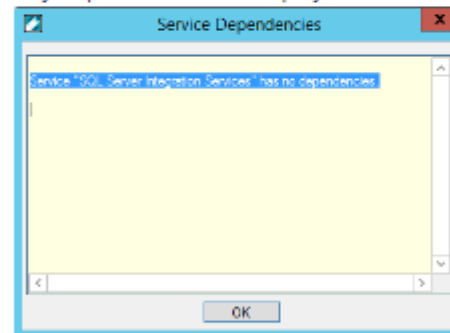 Service Dependencies
x
Service "SQL Server Integration Services" has no dependencies.
OK